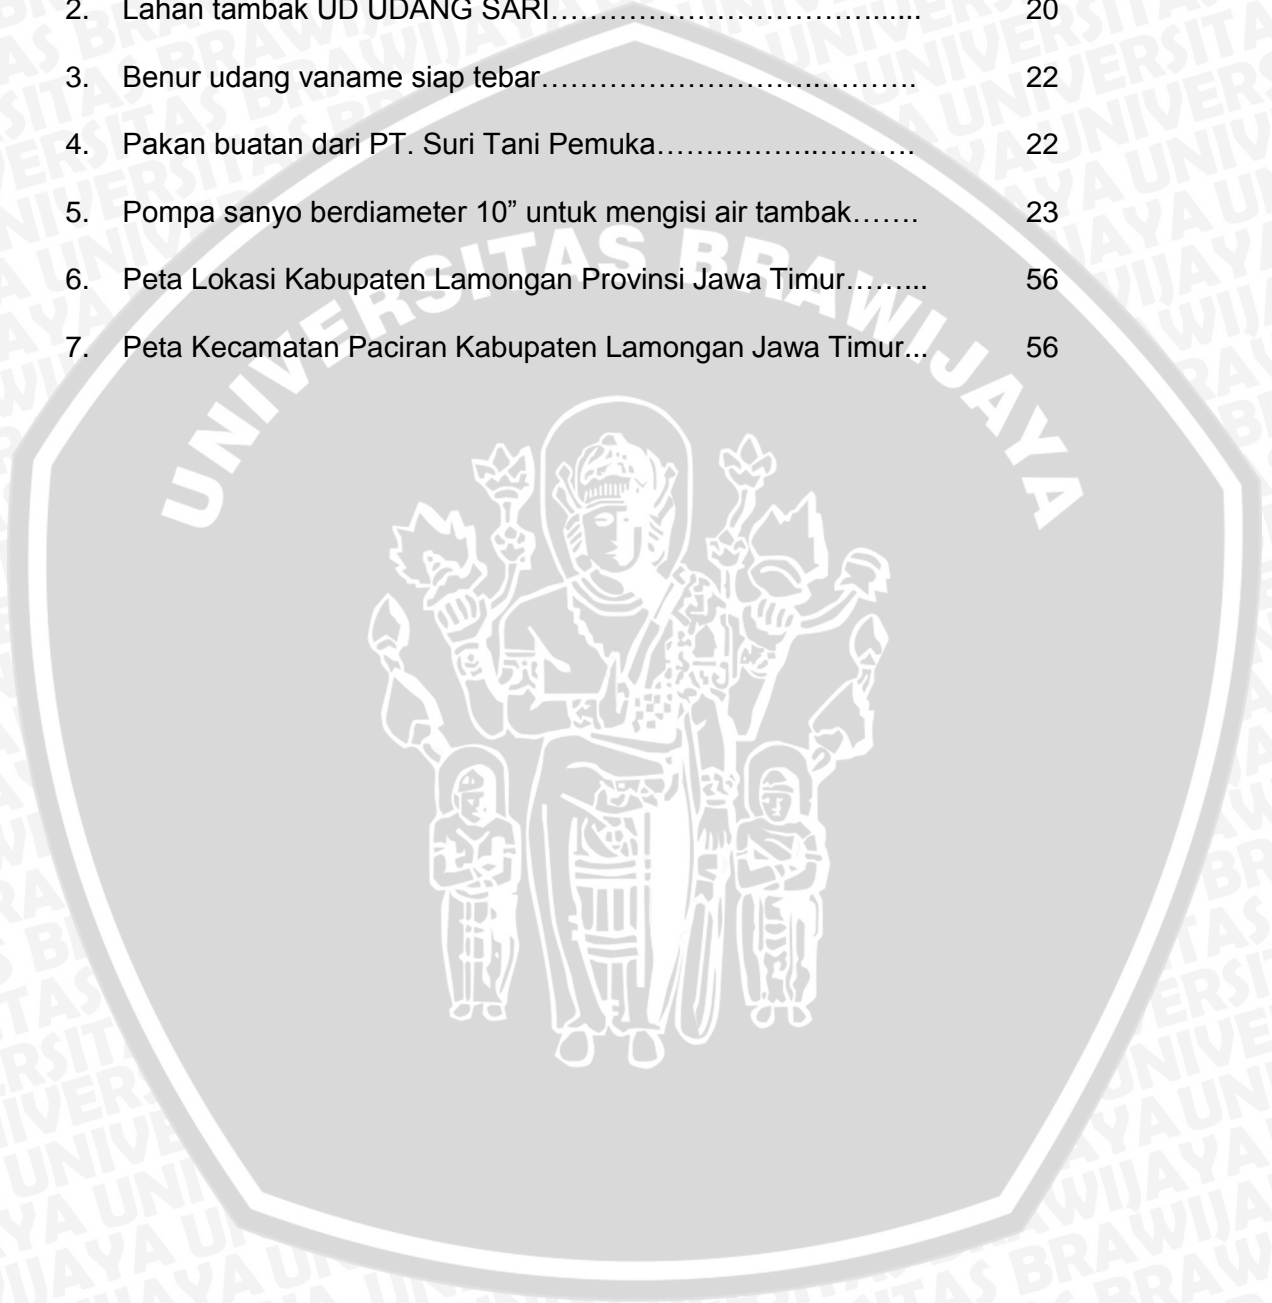 2. Lahan tambak UD UDANG SARI…………………………….…... 20
3. Benur udang vaname siap tebar………………………..………. 22
4. Pakan buatan dari PT. Suri Tani Pemuka……………..………. 22
5. Pompa sanyo berdiameter 10” untuk mengisi air tambak……. 23
6. Peta Lokasi Kabupaten Lamongan Provinsi Jawa Timur……... 56
7. Peta Kecamatan Paciran Kabupaten Lamongan Jawa Timur... 56
UNIVERSITAS BRAWIJAYA